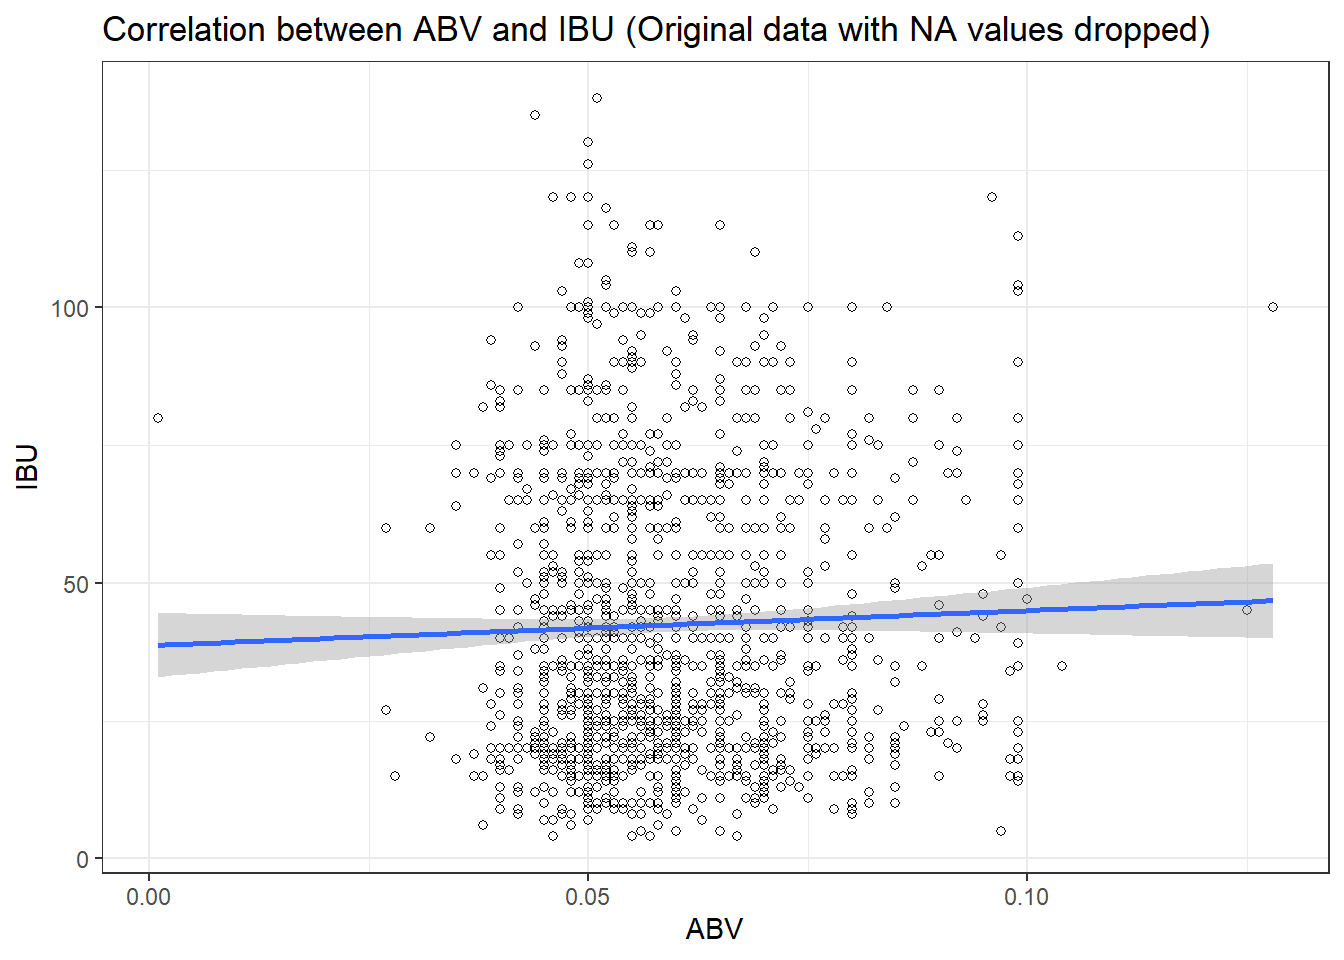 Correlation between ABV and IBU (Original data with NA values dropped)
IBU
100
50
0
0.00
0.05
0.10
ABV